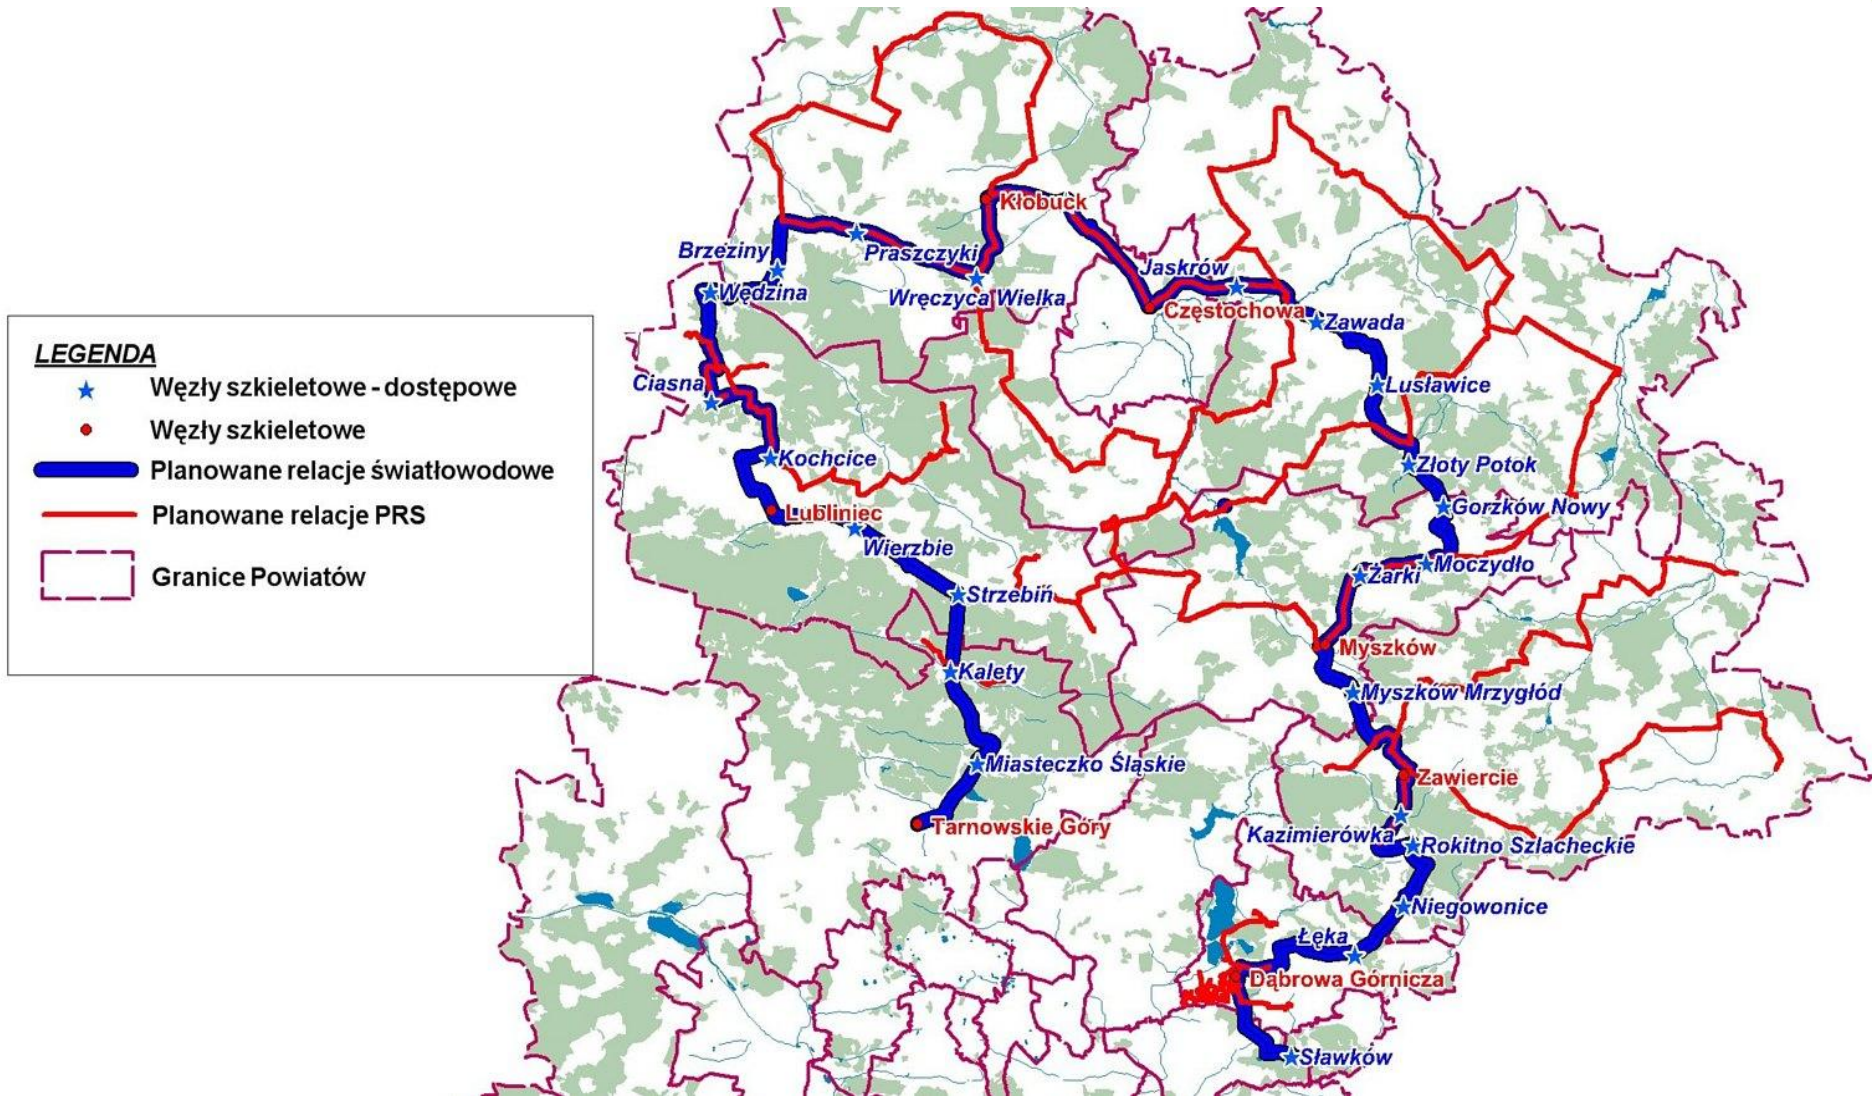 LEGENDA
Węzły szkieletowe - dostępowe
Węzły szkieletowe
Planowane relacje światłowodowe
Planowane relacje PRS
Granice Powiatów
Kłobuck
Brzeziny
Praszczyki
Jaskrów
Wędzina
Wręczyca Wielka
Częstochowa
Zawada
Ciasna
Lusławice
Kochcice
Złoty Potok
Lubliniec
Gorzków Nowy
Wierzbie
Moczydło
Żarki
Strzebiń
Myszków
Kalety
Myszków Mrzygłód
Miasteczko Śląskie
Zawiercie
Tarnowskie Góry
Kazimierówka
Rokitno Szlacheckie
Niegowonice
Łęka
Dąbrowa Górnicza
Sławków